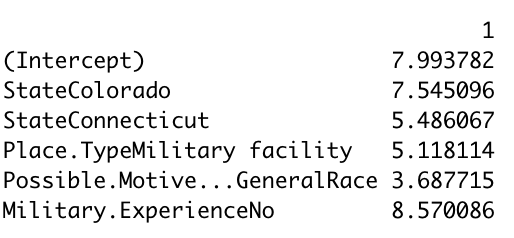 1
(Intercept) 7.993782
StateColorado 7.545096
StateConnecticut 5.486067
Place.TypeMilitary facility 5.118114
Possible.Motive...GeneralRace 3.687715
Military.ExperienceNo 8.570086